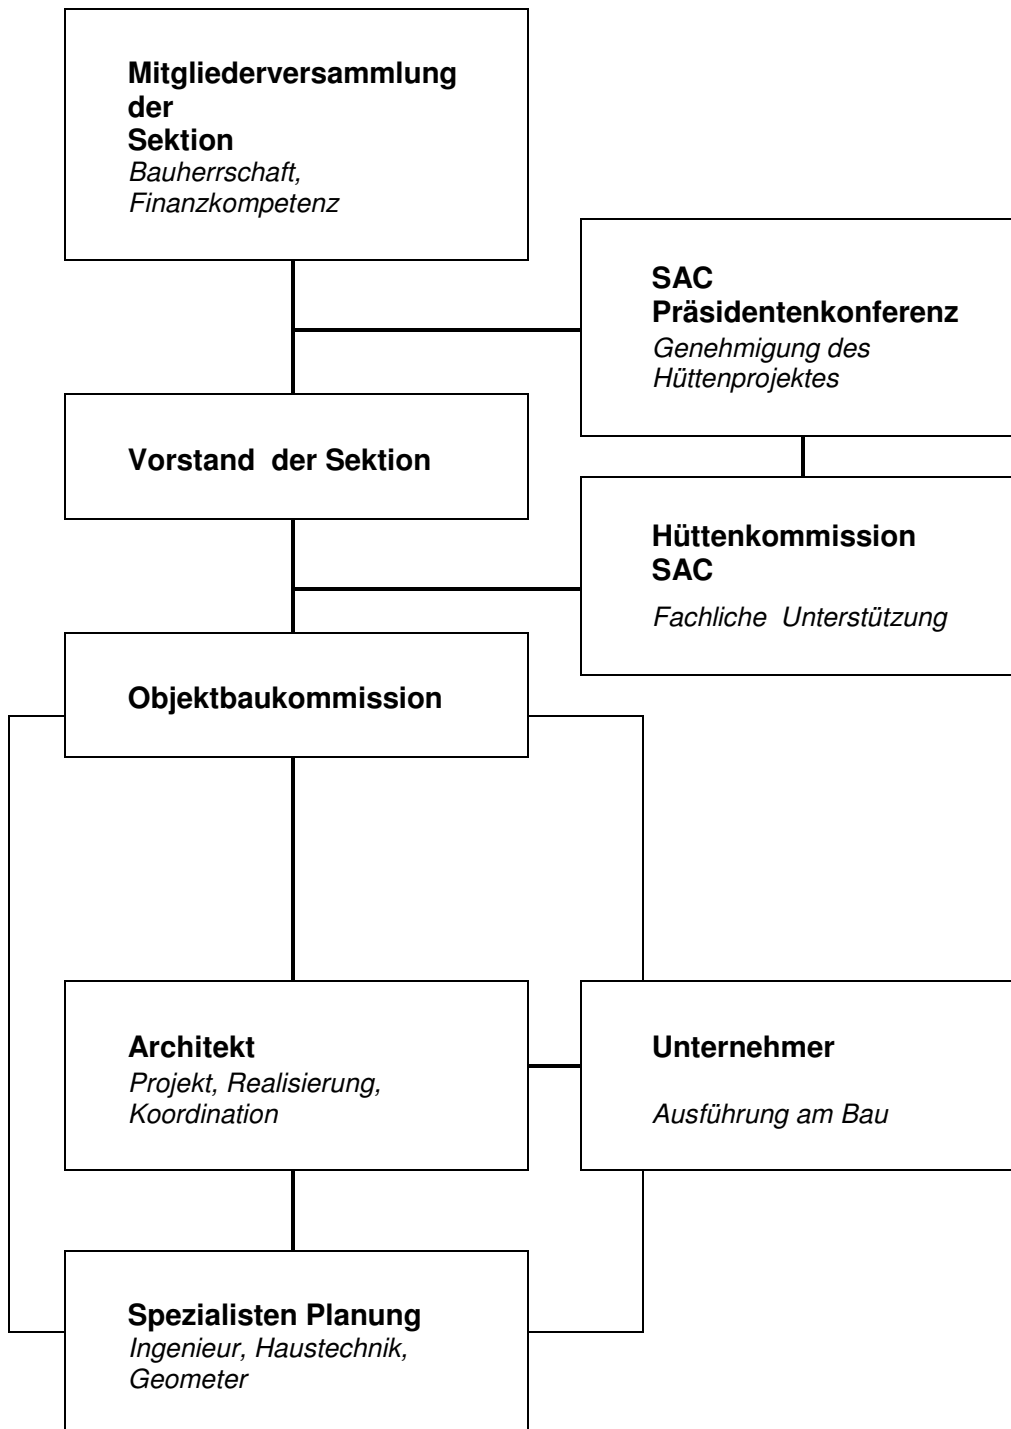 Mitgliederversammlung
der
Sektion
Bauherrschaft,
Finanzkompetenz
SAC
Präsidentenkonferenz
Genehmigung des
Hüttenprojektes
Vorstand  der Sektion
Hüttenkommission
SAC
Fachliche  Unterstützung
Objektbaukommission
Architekt
Projekt, Realisierung,
Koordination
Unternehmer
Ausführung am Bau
Spezialisten Planung
Ingenieur, Haustechnik,
Geometer